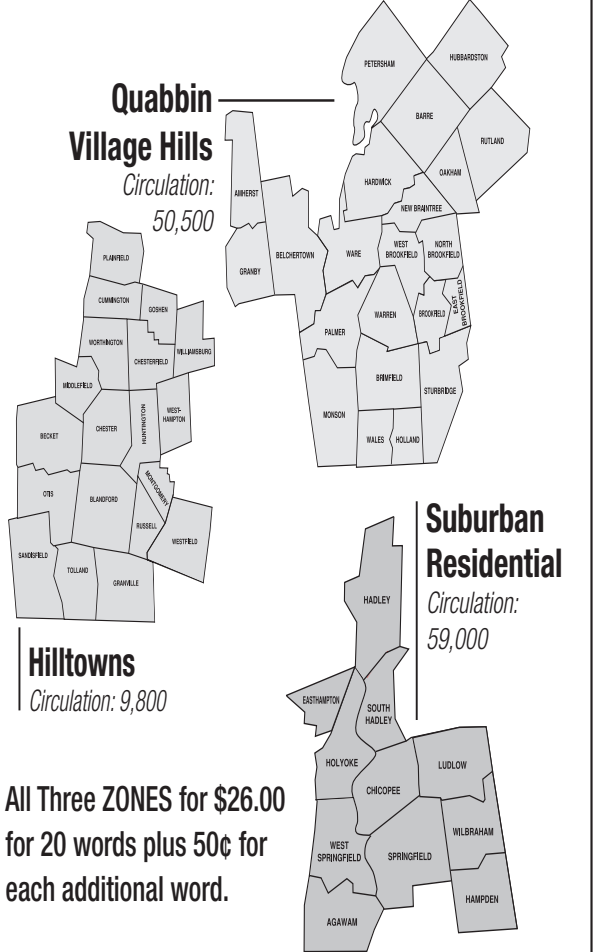 Quabbin
Village Hills
Circulation:
50,500
PETERSHAM
HUBBARDSTON
BARRE
RUTLAND
OAKHAM
HARDWICK
NEW BRAINTREE
AMHERST
BELCHERTOWN
WARE
WEST
BROOKFIELD
NORTH
BROOKFIELD
GRANBY
EAST
BROOKFIELD
BROOKFIELD
WARREN
PALMER
BRIMFIELD
STURBRIDGE
MONSON
WALES
HOLLAND
PLAINFIELD
CUMMINGTON
GOSHEN
WORTHINGTON
CHESTERFIELD
WILLIAMSBURG
MIDDLEFIELD
CHESTER
HUNTINGTON
WEST-
HAMPTON
BECKET
MONTGOMERY
OTIS
BLANDFORD
RUSSELL
WESTFIELD
SANDISFIELD
TOLLAND
GRANVILLE
Hilltowns
Circulation: 9,800
Suburban
Residential
Circulation:
59,000
HADLEY
EASTHAMPTON
SOUTH
HADLEY
HOLYOKE
LUDLOW
CHICOPEE
WEST
SPRINGFIELD
SPRINGFIELD
WILBRAHAM
HAMPDEN
AGAWAM
All Three ZONES for $26.00
for 20 words plus 50¢ for
each additional word.